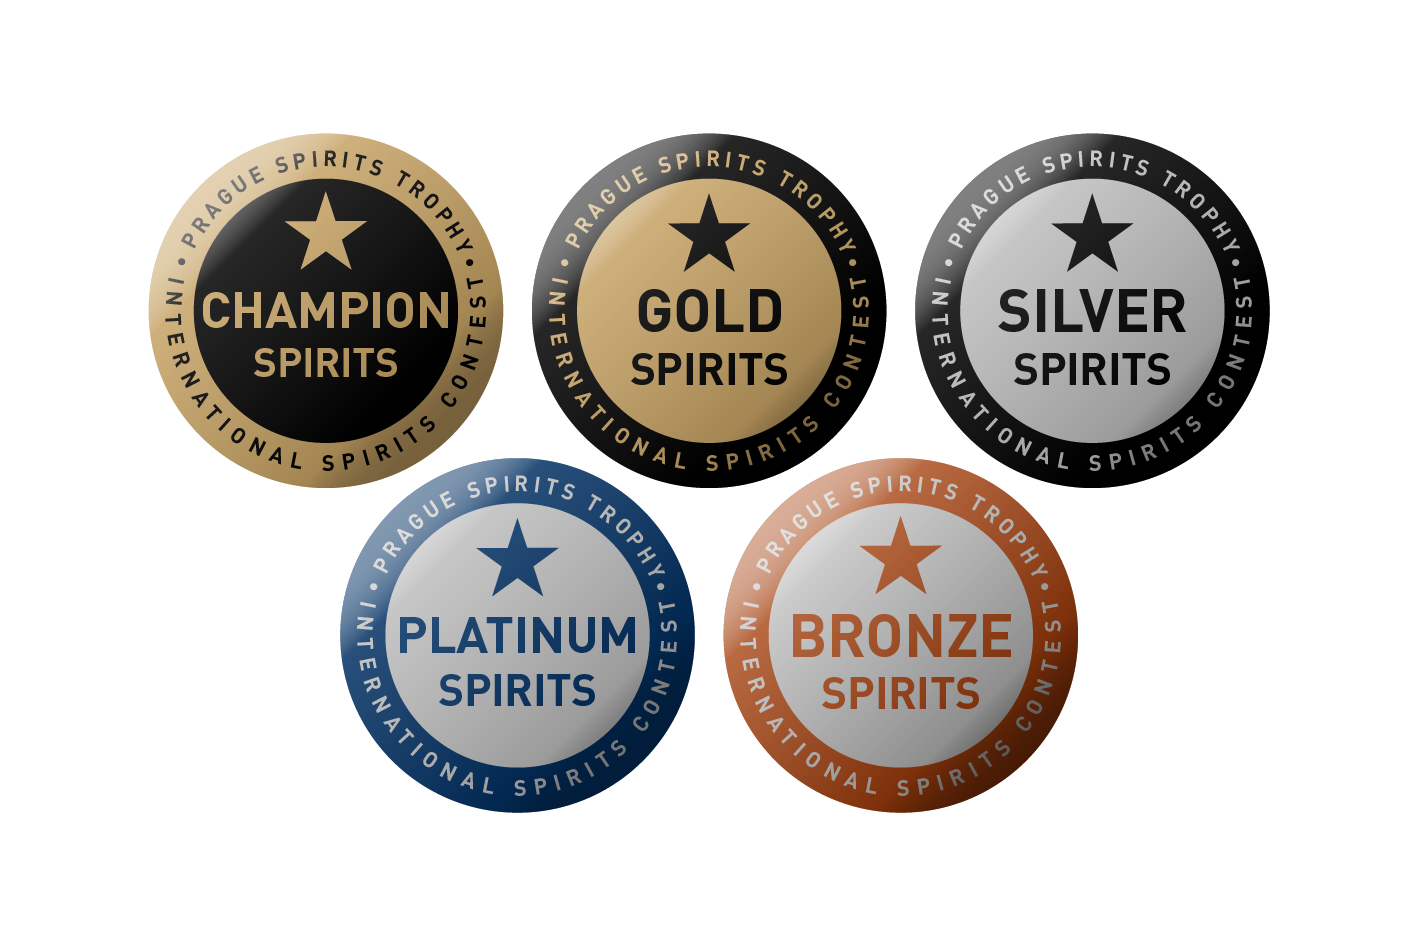 • PRAGUE SPIRITS TROPHY •
INTERNATIONAL SPIRITS CONTEST
CHAMPION
SPIRITS
• PRAGUE SPIRITS TROPHY •
INTERNATIONAL SPIRITS CONTEST
GOLD
SPIRITS
• PRAGUE SPIRITS TROPHY •
INTERNATIONAL SPIRITS CONTEST
SILVER
SPIRITS
• PRAGUE SPIRITS TROPHY •
INTERNATIONAL SPIRITS CONTEST
PLATINUM
SPIRITS
• PRAGUE SPIRITS TROPHY •
INTERNATIONAL SPIRITS CONTEST
BRONZE
SPIRITS